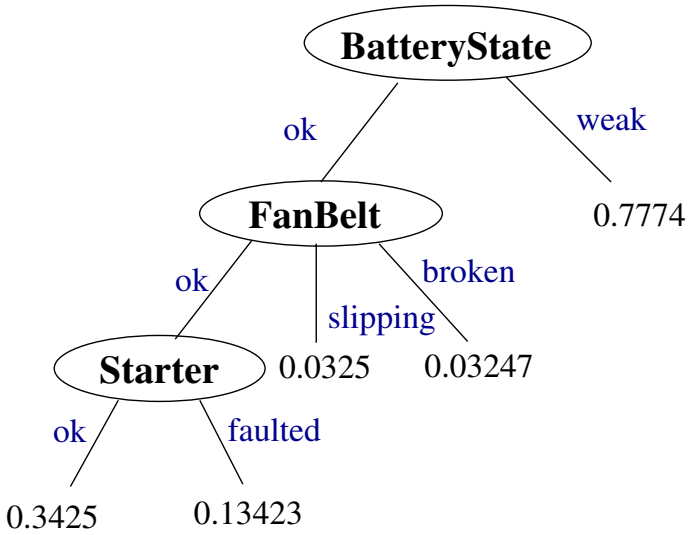 BatteryState
ok
weak
FanBelt
0.7774
ok
slipping
broken
Starter
0.0325
0.03247
ok
faulted
0.3425
0.13423